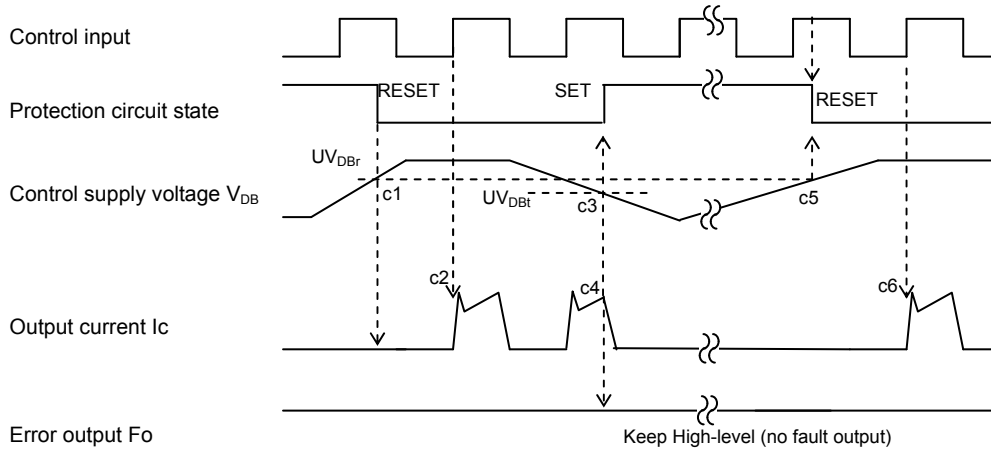 Control input
RESET
SET
Protection circuit state
RESET
UVDBr
Control supply voltage VDB
c1
UVDBt
c3
c5
c2
c4
c6
Output current Ic
Error output Fo
Keep High-level (no fault output)